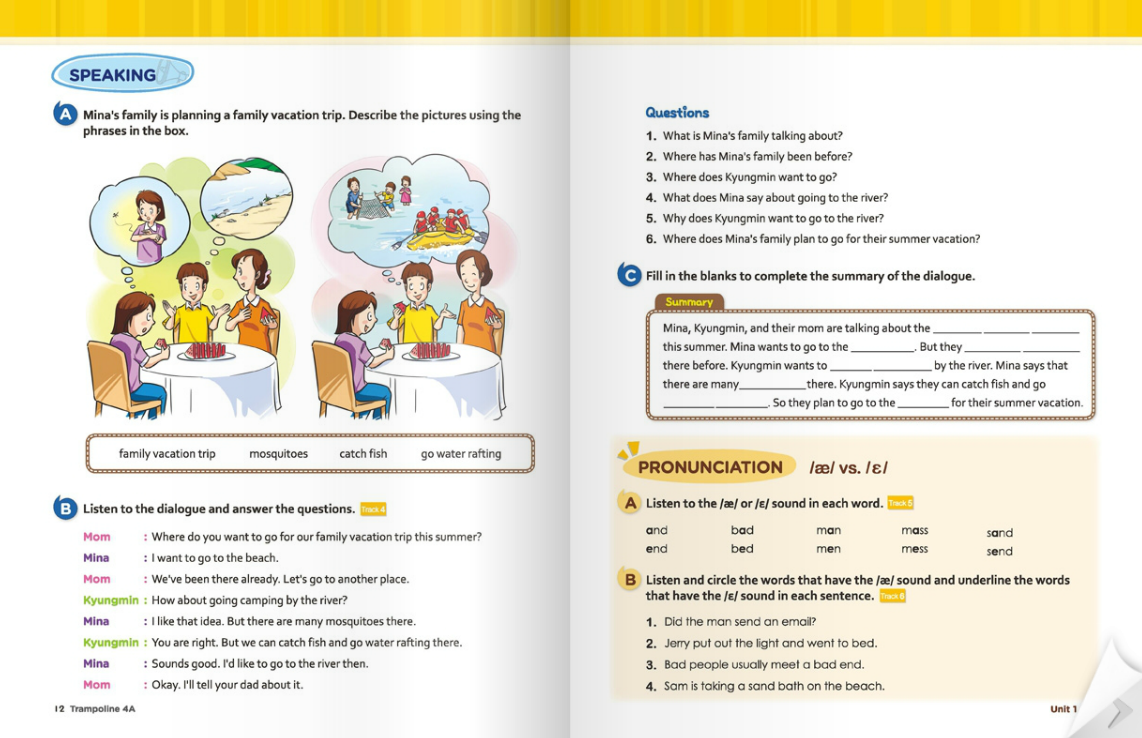 SPEAKING
A Mina's family is planning a family vacation trip. Describe the pictures using the
phrases in the box.
family vacation trip mosquitoes catch fish go water rafting
B Listen to the dialogue and answer the questions. Track 4
Mom : Where do you want to go for our family vacation trip this summer?
Mina : I want to go to the beach.
Mom : We've been there already. Let's go to another place.
Kyungmin : How about going camping by the river?
Mina : I like that idea. But there are many mosquitoes there.
Kyungmin : You are right. But we can catch fish and go water rafting there.
Mina : Sounds good. I'd like to go to the river then.
Mom : Okay. I'll tell your dad about it.
12 Trampoline 4A
Questions
1. What is Mina's family talking about?
2. Where has Mina's family been before?
3. Where does Kyungmin want to go?
4. What does Mina say about going to the river?
5. Why does Kyungmin want to go to the river?
6. Where does Mina's family plan to go for their summer vacation?
C Fill in the blanks to complete the summary of the dialogue.
Summary
Mina, Kyungmin, and their mom are talking about the ________ ________ ________
this summer. Mina wants to go to the __________. But they _________ _________
there before. Kyungmin wants to _______ _________ by the river. Mina says that
there are many__________there. Kyungmin says they can catch fish and go
________ ________. So they plan to go to the ________ for their summer vacation.
PRONUNCIATION /æ/ vs. /ɛ/
A Listen to the /æ/ or /ɛ/ sound in each word. Track 5
and bad man mass sand
end bed men mess send
B Listen and circle the words that have the /æ/ sound and underline the words
that have the /ɛ/ sound in each sentence. Track 6
1. Did the man send an email?
2. Jerry put out the light and went to bed.
3. Bad people usually meet a bad end.
4. Sam is taking a sand bath on the beach.
Unit 1